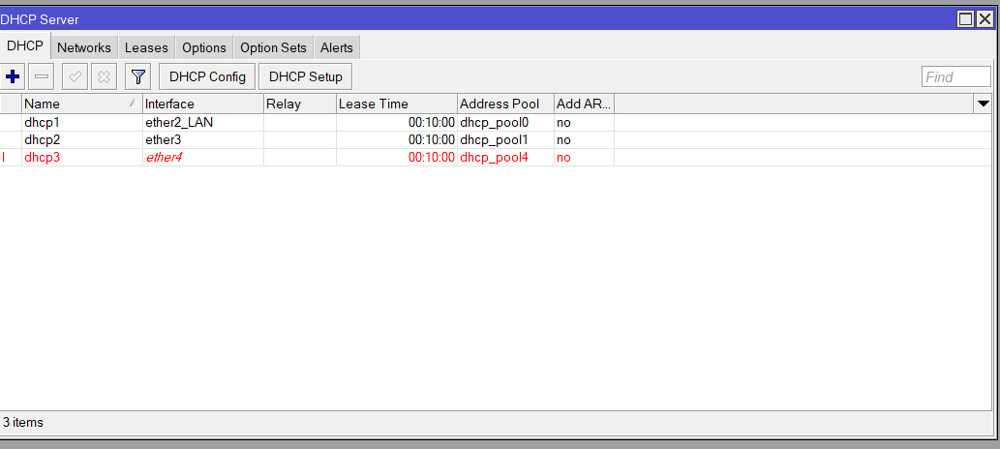 DHCP Server
DHCP Networks Leases Options Option Sets Alerts
DHCP Config DHCP Setup Find
Name Interface Relay Lease Time Address Pool Add AR...
dhcp1 ether2_LAN 00:10:00 dhcp_pool0 no
dhcp2 ether3 00:10:00 dhcp_pool1 no
I dhcp3 ether4 00:10:00 dhcp_pool4 no
3 items